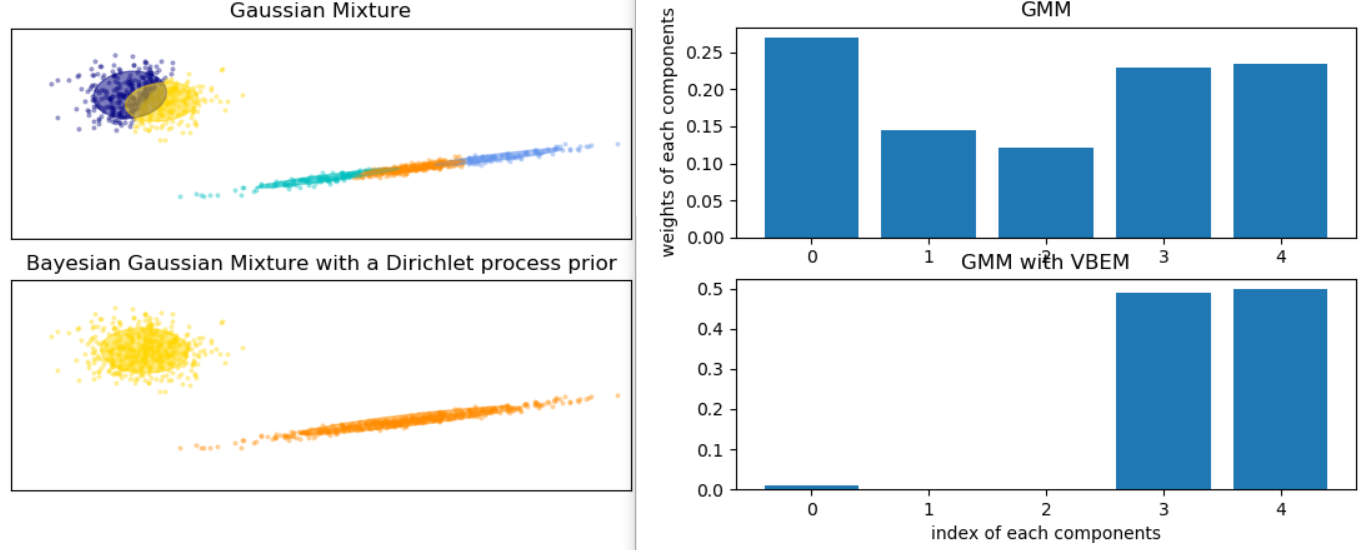 Gaussian Mixture
Bayesian Gaussian Mixture with a Dirichlet process prior
GMM
weights of each components
0.25
0.20
0.15
0.10
0.05
0.00
0 1 2 3 4
GMM with VBEM
0.5
0.4
0.3
0.2
0.1
0.0
0 1 2 3 4
index of each components